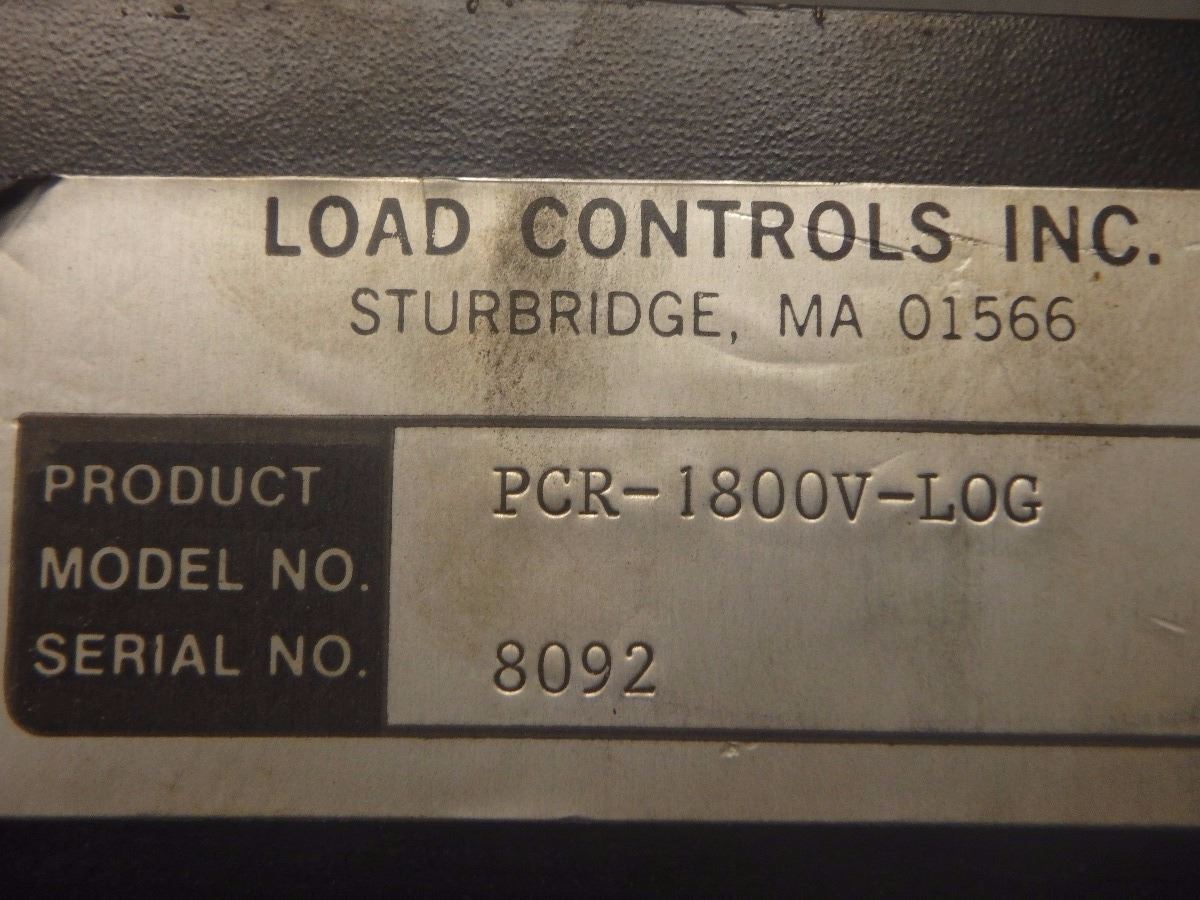 LOAD CONTROLS INC.
STURBRIDGE, MA 01566
PRODUCT PCR-1800V-LOG
MODEL NO.
SERIAL NO. 8092